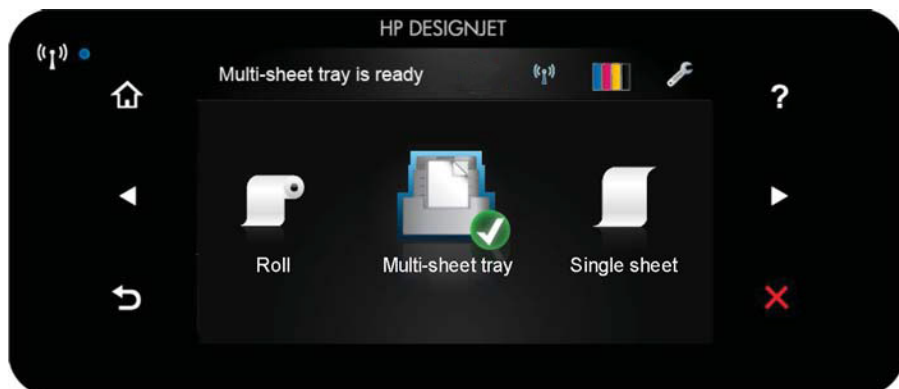 HP DESIGNJET
Multi-sheet tray is ready
?
Roll
Multi-sheet tray
Single sheet